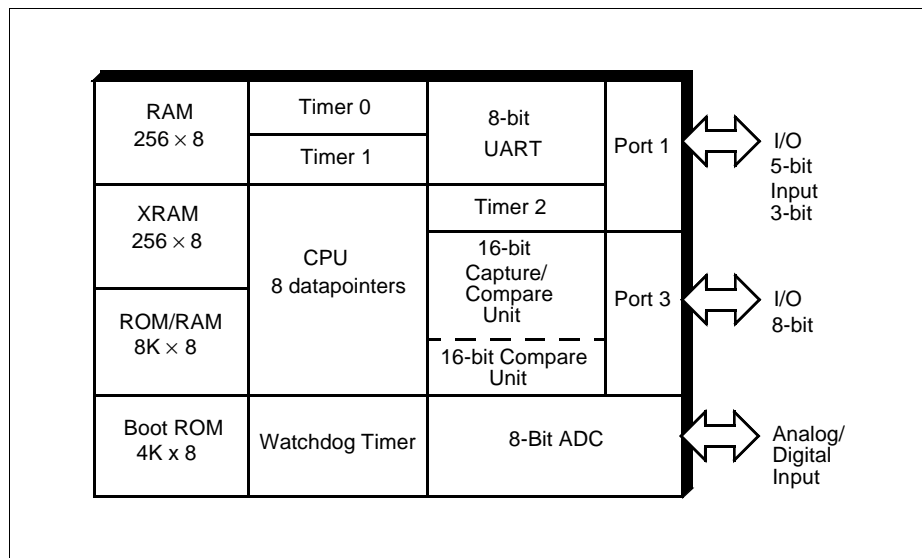 RAM
256 × 8
Timer 0
Timer 1
8-bit
UART
Port 1
I/O
5-bit
Input
3-bit
XRAM
256 × 8
CPU
8 datapointers
Timer 2
16-bit
Capture/
Compare
Unit
Port 3
I/O
8-bit
ROM/RAM
8K × 8
16-bit Compare
Unit
Boot ROM
4K x 8
Watchdog Timer
8-Bit ADC
Analog/
Digital
Input